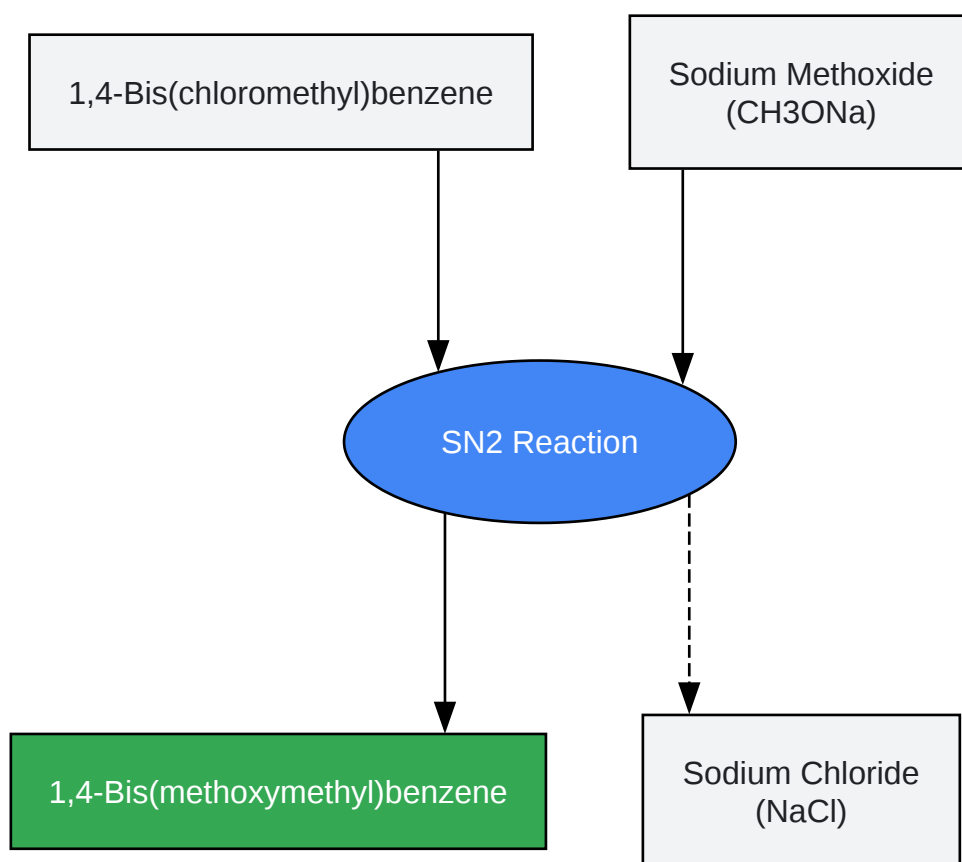 1,4-Bis(chloromethyl)benzene
Sodium Methoxide
(CH3ONa)
SN2 Reaction
1,4-Bis(methoxymethyl)benzene
Sodium Chloride
(NaCl)